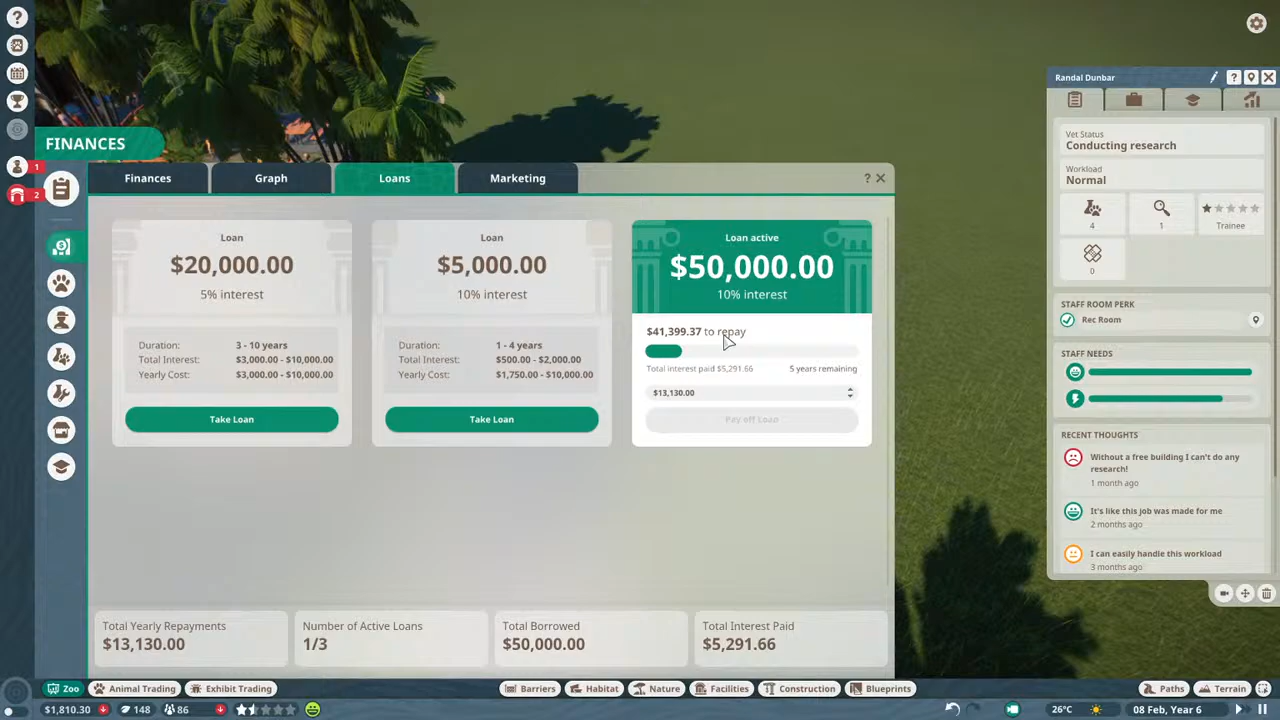 ?
1
2
FINANCES
Finances
Graph
Loans
Marketing
?
Loan
$20,000.00
5% interest
Duration: 3 - 10 years
Total Interest: $3,000.00 - $10,000.00
Yearly Cost: $3,000.00 - $10,000.00
Take Loan
Loan
$5,000.00
10% interest
Duration: 1 - 4 years
Total Interest: $500.00 - $2,000.00
Yearly Cost: $1,750.00 - $10,000.00
Take Loan
Loan active
$50,000.00
10% interest
$41,399.37 to repay
Total interest paid $5,291.66 5 years remaining
$13,130.00
Pay off Loan
Total Yearly Repayments
$13,130.00
Number of Active Loans
1/3
Total Borrowed
$50,000.00
Total Interest Paid
$5,291.66
Randal Dunbar
?
Vet Status
Conducting research
Workload
Normal
4
1
Trainee
0
STAFF ROOM PERK
Rec Room
STAFF NEEDS
RECENT THOUGHTS
Without a free building I can't do any
research!
1 month ago
It's like this job was made for me
2 months ago
I can easily handle this workload
3 months ago
Zoo
Animal Trading
Exhibit Trading
Barriers
Habitat
Nature
Facilities
Construction
Blueprints
Paths
Terrain
$1,810.30
148
86
26°C
08 Feb, Year 6